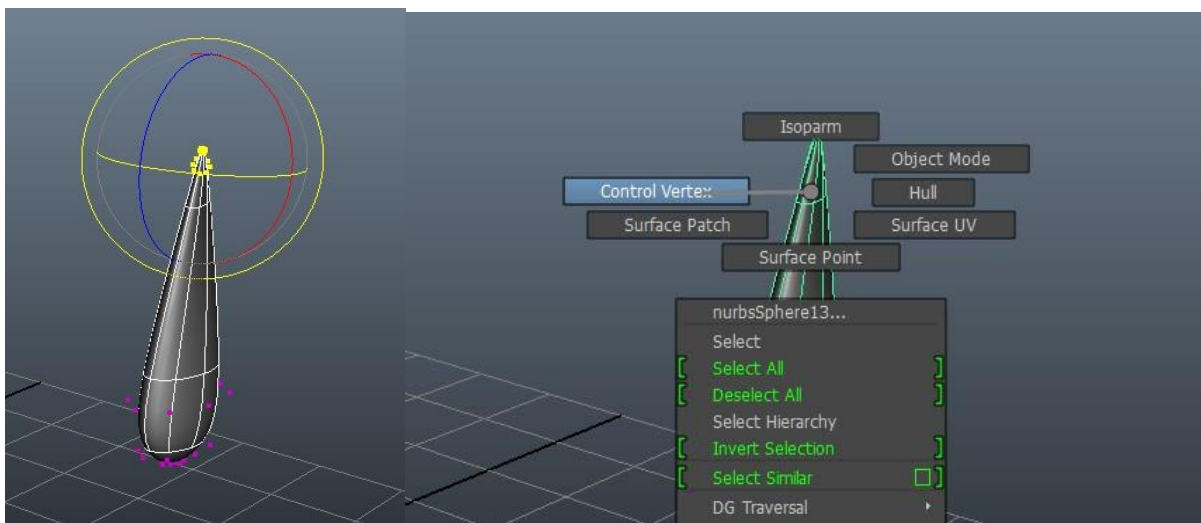 Isoparm
Object Mode
Control Vertex
Hull
Surface Patch
Surface UV
Surface Point
nurbsSphere13...
Select
Select All
Deselect All
Select Hierarchy
Invert Selection
Select Similar
DG Traversal